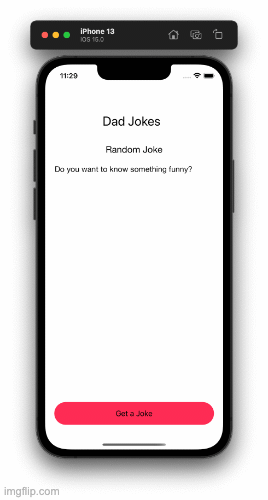 iPhone 13
iOS 15.0
11:29
Dad Jokes
Random Joke
Do you want to know something funny?
Get a Joke
imgflip.com